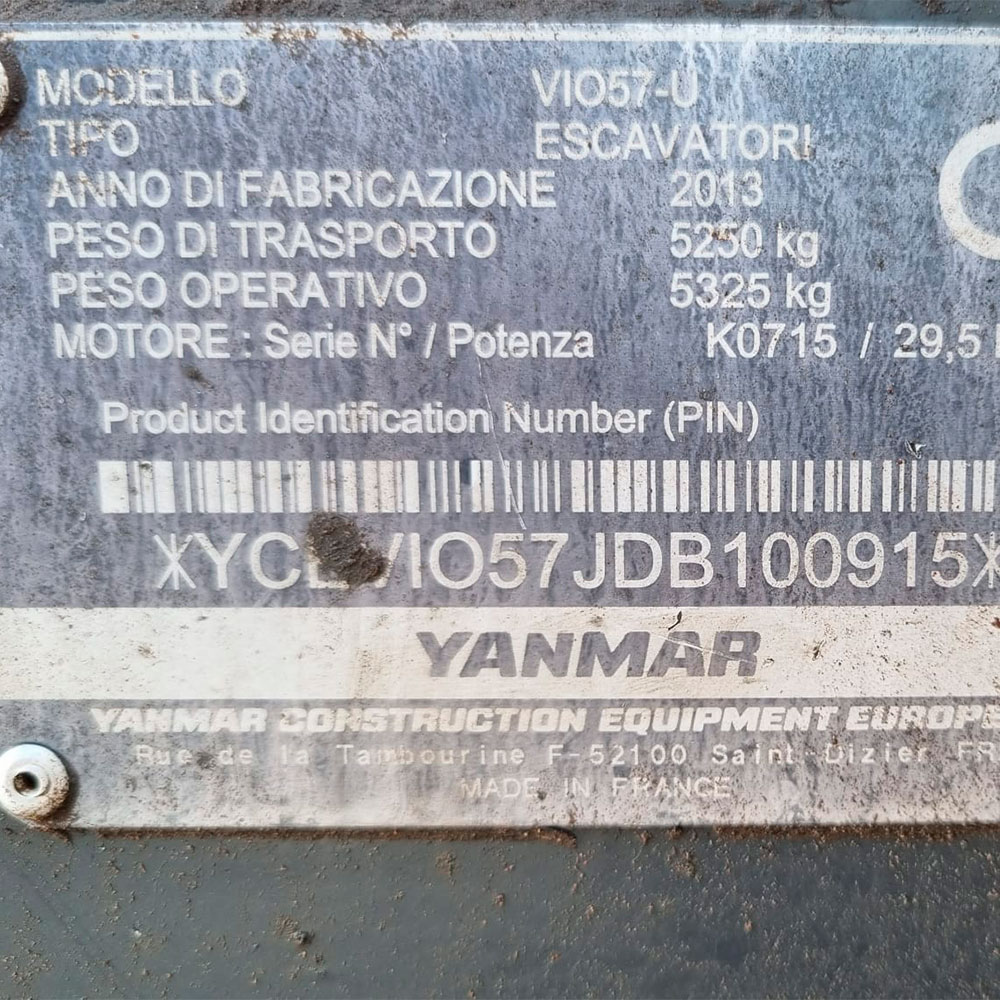 MODELLO VIO57-U
TIPO ESCAVATORI
ANNO DI FABRICAZIONE 2013
PESO DI TRASPORTO 5250 kg
PESO OPERATIVO 5325 kg
MOTORE : Serie N° / Potenza K0715 / 29,5
Product Identification Number (PIN)
YANMAR
YANMAR CONSTRUCTION EQUIPMENT EUROPE
Rue de la Tambourine F-52100 Saint-Dizier FR
MADE IN FRANCE